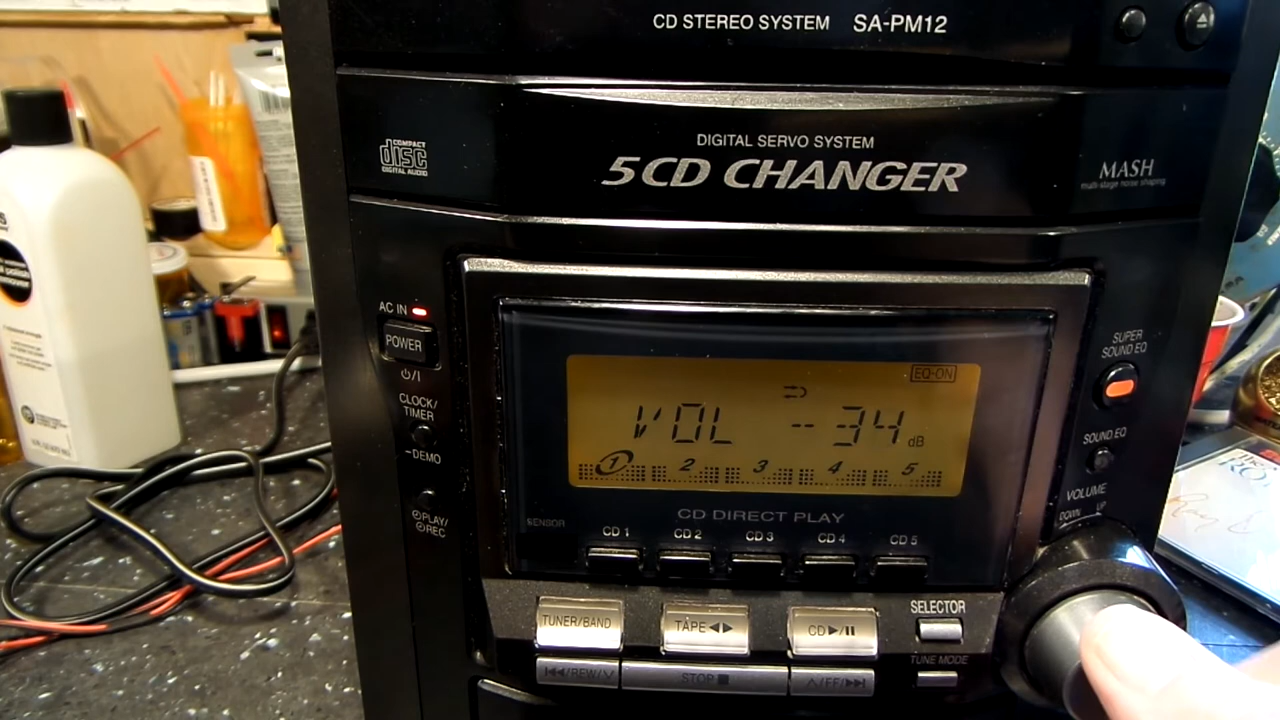 CD STEREO SYSTEM SA-PM12
COMPACT
disc
DIGITAL AUDIO
DIGITAL SERVO SYSTEM
5 CD CHANGER
MASH
multi-stage noise shaping
AC IN
POWER
⏻/I
CLOCK/
TIMER
–DEMO
⊕PLAY/
⊕REC
EQ-ON
VOL --34 dB
1 2 3 4 5
SENSOR
CD DIRECT PLAY
CD 1 CD 2 CD 3 CD 4 CD 5
SUPER
SOUND EQ
SOUND EQ
VOLUME
DOWN UP
TUNER/BAND
TAPE◀▶
CD▶/❚❚
SELECTOR
TUNE MODE
|◀◀/REW/∨
STOP■
∧/FF/▶▶|